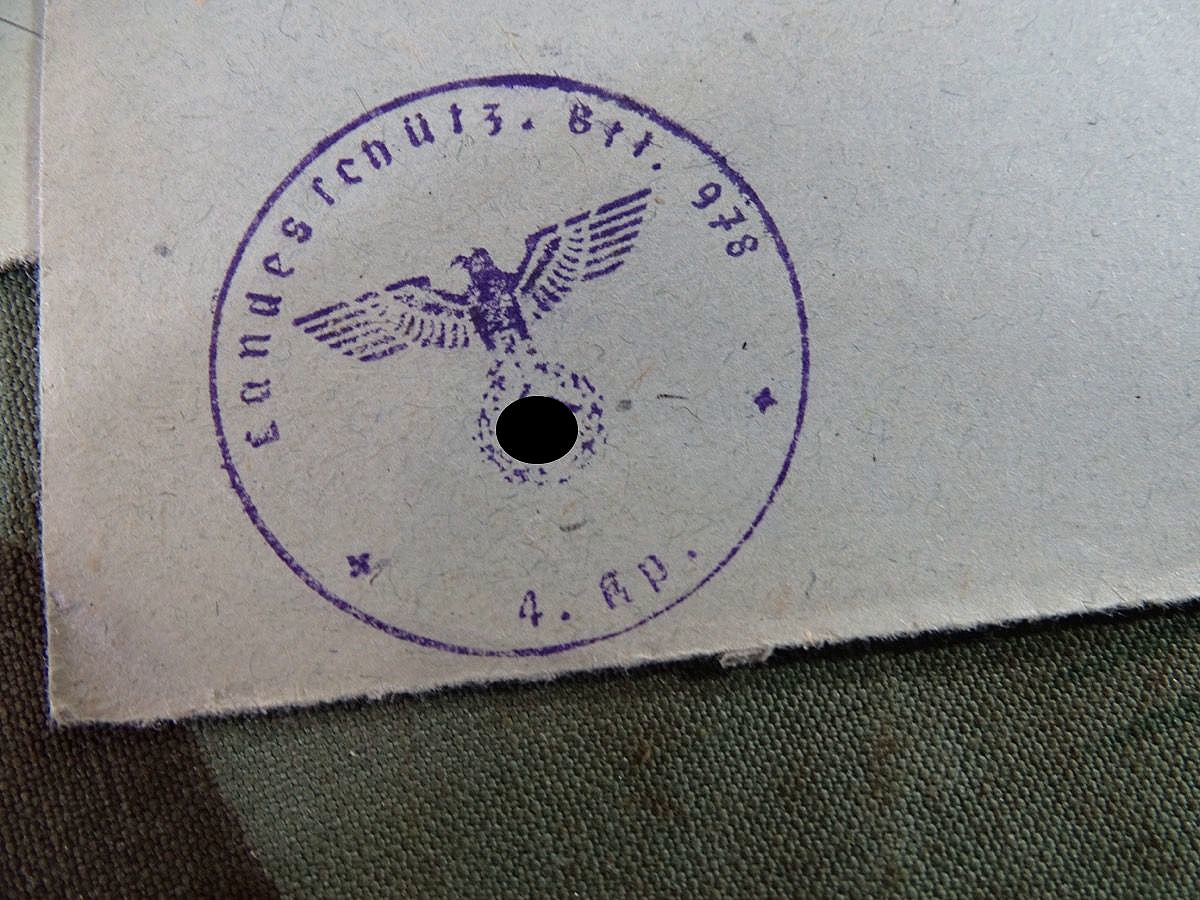 Landesschütz. Btl. 978
4. Kp.